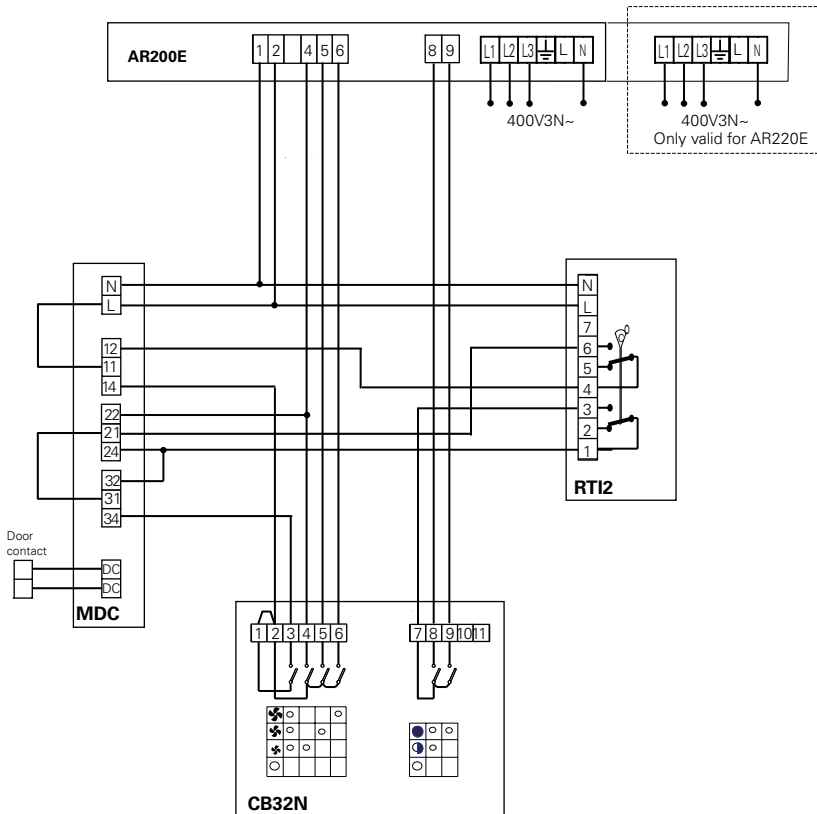 AR200E
1 2 4 5 6
8 9
L1 L2 L3 L N
L1 L2 L3 L N
400V3N~
400V3N~
Only valid for AR220E
N
L
12
11
14
22
21
24
32
31
34
DC
DC
MDC
Door
contact
N
L
7
6
5
4
3
2
1
RTI2
1 2 3 4 5 6
7 8 9 10 11
CB32N